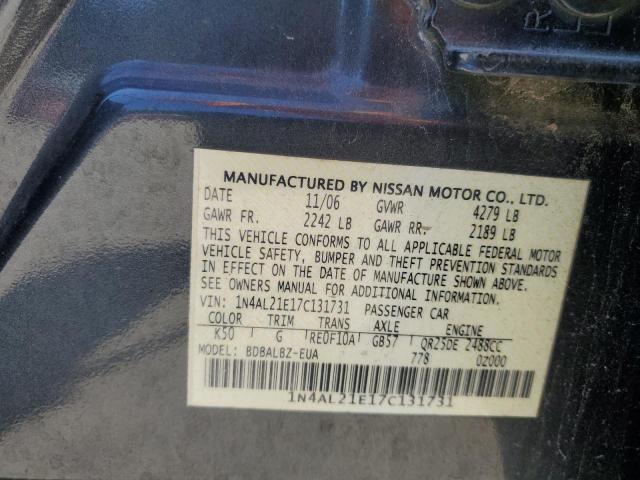 MANUFACTURED BY NISSAN MOTOR CO., LTD.
DATE 11/06 GVWR 4279 LB
GAWR FR. 2242 LB GAWR RR. 2189 LB
THIS VEHICLE CONFORMS TO ALL APPLICABLE FEDERAL MOTOR
VEHICLE SAFETY, BUMPER AND THEFT PREVENTION STANDARDS
IN EFFECT ON THE DATE OF MANUFACTURE SHOWN ABOVE.
SEE OWNERS MANUAL FOR ADDITIONAL INFORMATION.
VIN: 1N4AL21E17C131731 PASSENGER CAR
COLOR TRIM TRANS AXLE ENGINE
K50 G RE0F10A GB57 QR25DE 2488CC
MODEL: BDBALBZ-EUA 778 0Z000
1N4AL21E17C131731